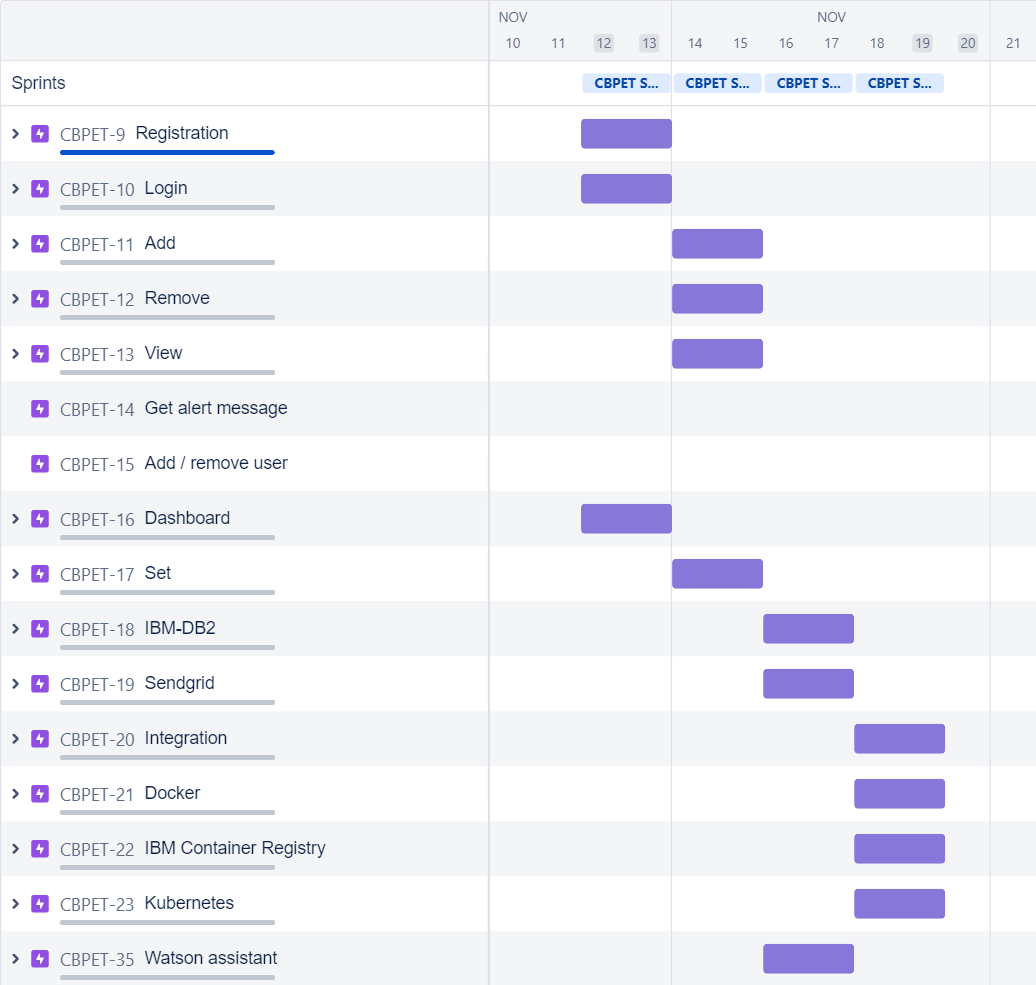 NOV NOV
10 11 12 13 14 15 16 17 18 19 20 21
Sprints CBPET S... CBPET S... CBPET S... CBPET S...
CBPET-9 Registration
CBPET-10 Login
CBPET-11 Add
CBPET-12 Remove
CBPET-13 View
CBPET-14 Get alert message
CBPET-15 Add / remove user
CBPET-16 Dashboard
CBPET-17 Set
CBPET-18 IBM-DB2
CBPET-19 Sendgrid
CBPET-20 Integration
CBPET-21 Docker
CBPET-22 IBM Container Registry
CBPET-23 Kubernetes
CBPET-35 Watson assistant